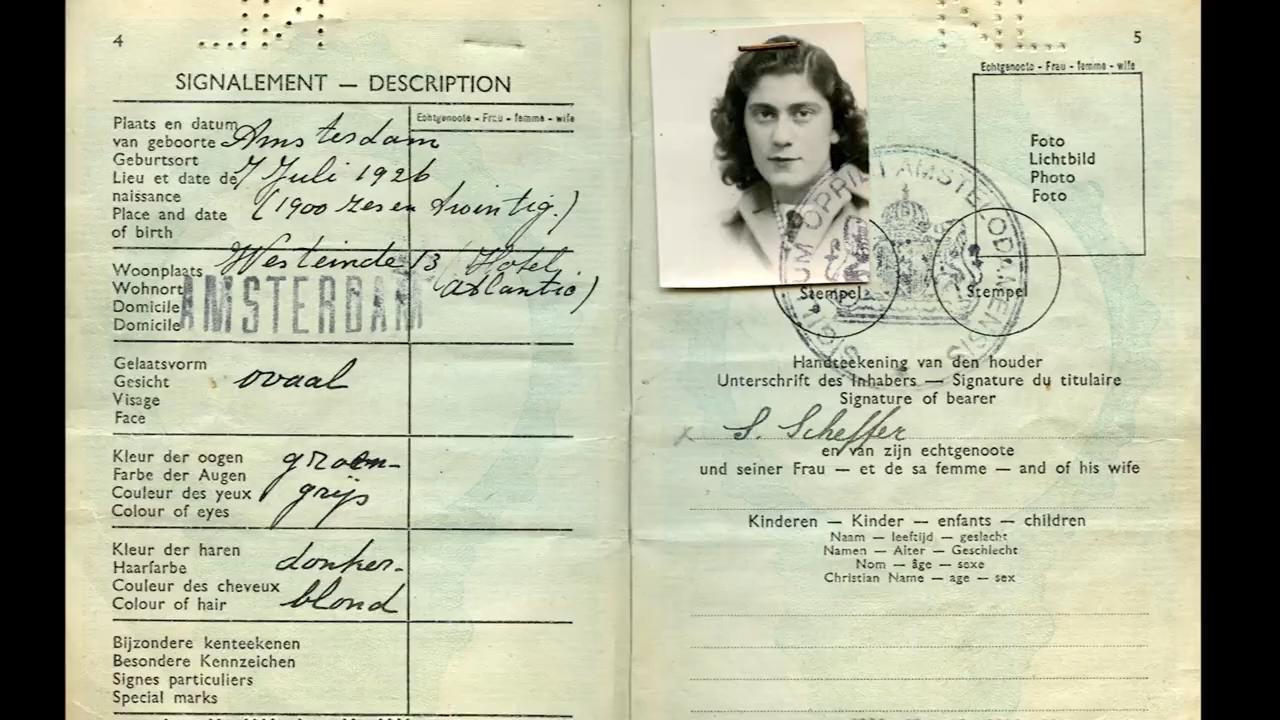 4
SIGNALEMENT — DESCRIPTION
Echtgenoote - Frau - femme - wife
Plaats en datum
van geboorte
Geburtsort
Lieu et date de
naissance
Place and date
of birth
Amsterdam
7 Juli 1926
(1900 zes en twintig.)
Woonplaats
Wohnort
Domicile
Domicile
Westeinde 13 (Hotel
Atlantic)
AMSTERDAM
Gelaatsvorm
Gesicht
Visage
Face
ovaal
Kleur der oogen
Farbe der Augen
Couleur des yeux
Colour of eyes
groen-
grijs
Kleur der haren
Haarfarbe
Couleur des cheveux
Colour of hair
donker-
blond
Bijzondere kenteekenen
Besondere Kennzeichen
Signes particuliers
Special marks
5
Echtgenoote - Frau - femme - wife
Foto
Lichtbild
Photo
Foto
SIGILLUM OPPIDI AMSTELODAMENSIS
Stempel
Stempel
Handteekening van den houder
Unterschrift des Inhabers — Signature du titulaire
Signature of bearer
x S. Scheffer
en van zijn echtgenoote
und seiner Frau — et de sa femme — and of his wife
Kinderen — Kinder — enfants — children
Naam — leeftijd — geslacht
Namen — Alter — Geschlecht
Nom — âge — sexe
Christian Name — age — sex